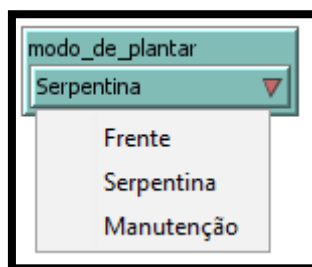 modo_de_plantar
Serpentina
Frente
Serpentina
Manutenção